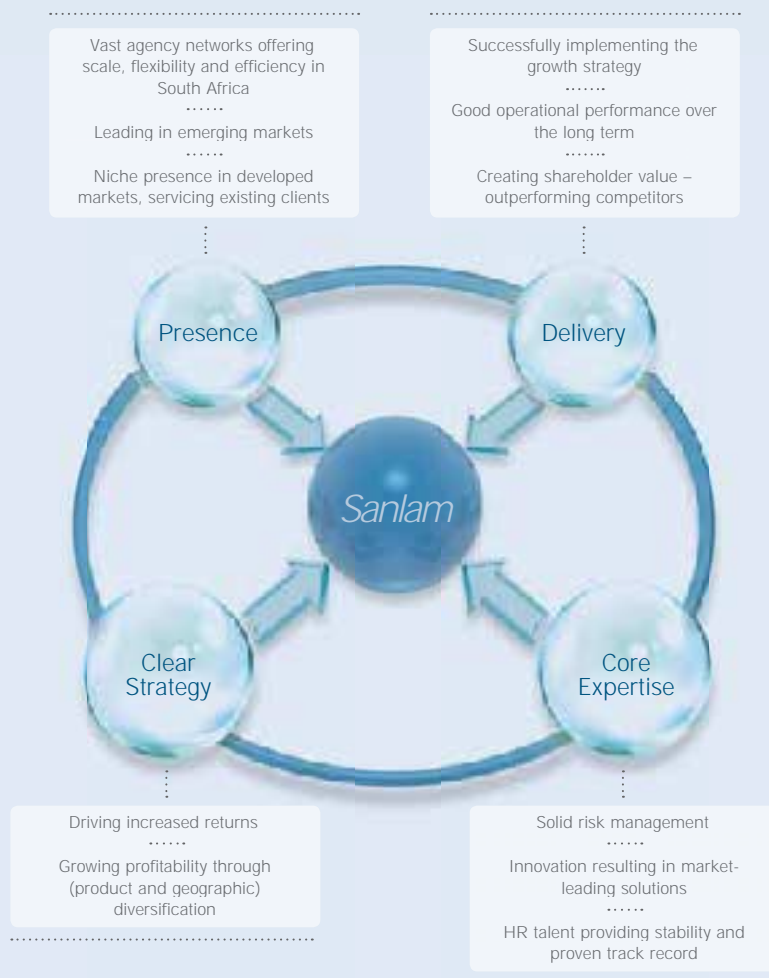 Vast agency networks offering
scale, flexibility and efficiency in
South Africa
Leading in emerging markets
Niche presence in developed
markets, servicing existing clients
Successfully implementing the
growth strategy
Good operational performance over
the long term
Creating shareholder value –
outperforming competitors
Presence
Delivery
Sanlam
Clear
Strategy
Core
Expertise
Driving increased returns
Growing profitability through
(product and geographic)
diversification
Solid risk management
Innovation resulting in market-
leading solutions
HR talent providing stability and
proven track record